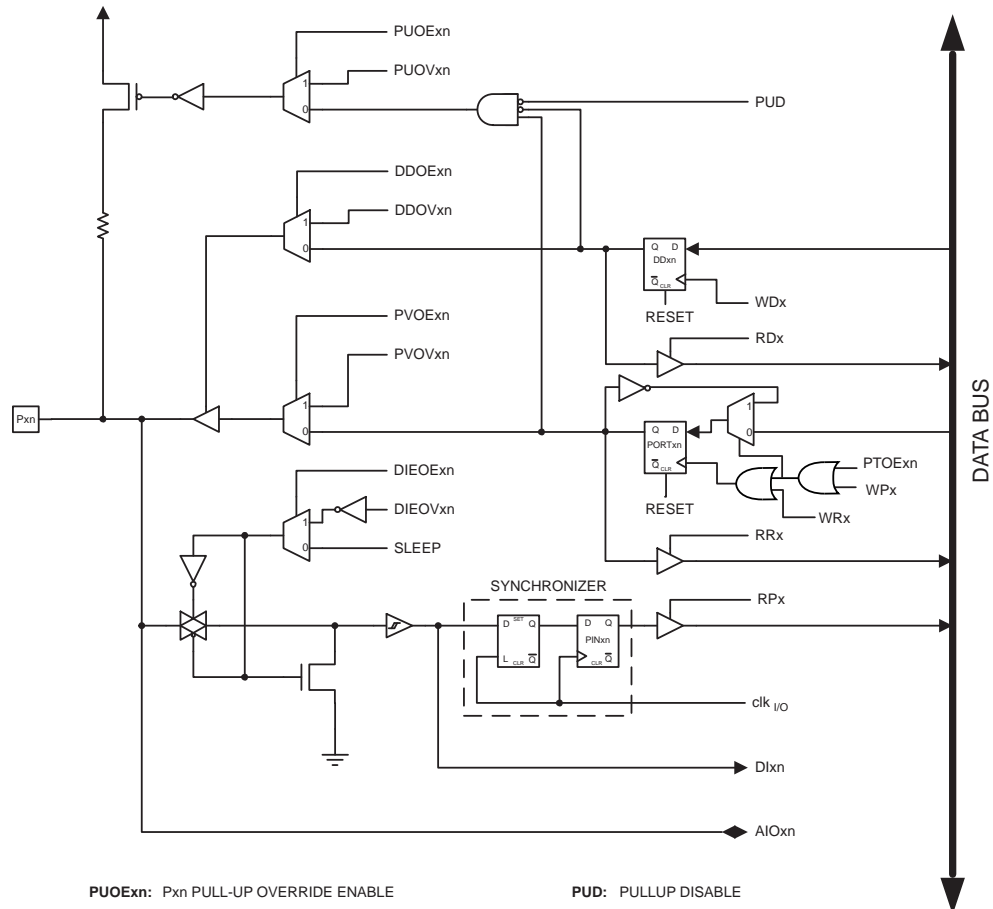 PUOExn
PUOVxn
1
0
PUD
DDOExn
DDOVxn
1
0
Q D
DDxn
Q CLR
WDx
RESET
RDx
PVOExn
PVOVxn
1
0
Pxn
1
0
Q D
PORTxn
Q CLR
PTOExn
WPx
RESET
WRx
RRx
DIEOExn
DIEOVxn
1
0
SLEEP
SYNCHRONIZER
D SET Q
L CLR Q
D Q
PINxn
CLR Q
RPx
clk I/O
DIxn
AIOxn
DATA BUS
PUOExn: Pxn PULL-UP OVERRIDE ENABLE
PUD: PULLUP DISABLE